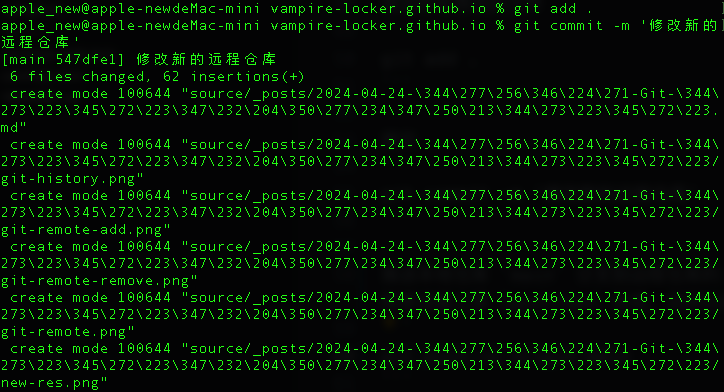 apple_new@apple-newdeMac-mini vampire-locker.github.io % git add .
apple_new@apple-newdeMac-mini vampire-locker.github.io % git commit -m '修改新的
远程仓库'
[main 547dfe1] 修改新的远程仓库
 6 files changed, 62 insertions(+)
 create mode 100644 "source/_posts/2024-04-24-\344\277\256\346\224\271-Git-\344\
273\223\345\272\223\347\232\204\350\277\234\347\250\213\344\273\223\345\272\223.
md"
 create mode 100644 "source/_posts/2024-04-24-\344\277\256\346\224\271-Git-\344\
273\223\345\272\223\347\232\204\350\277\234\347\250\213\344\273\223\345\272\223/
git-history.png"
 create mode 100644 "source/_posts/2024-04-24-\344\277\256\346\224\271-Git-\344\
273\223\345\272\223\347\232\204\350\277\234\347\250\213\344\273\223\345\272\223/
git-remote-add.png"
 create mode 100644 "source/_posts/2024-04-24-\344\277\256\346\224\271-Git-\344\
273\223\345\272\223\347\232\204\350\277\234\347\250\213\344\273\223\345\272\223/
git-remote-remove.png"
 create mode 100644 "source/_posts/2024-04-24-\344\277\256\346\224\271-Git-\344\
273\223\345\272\223\347\232\204\350\277\234\347\250\213\344\273\223\345\272\223/
git-remote.png"
 create mode 100644 "source/_posts/2024-04-24-\344\277\256\346\224\271-Git-\344\
273\223\345\272\223\347\232\204\350\277\234\347\250\213\344\273\223\345\272\223/
new-res.png"